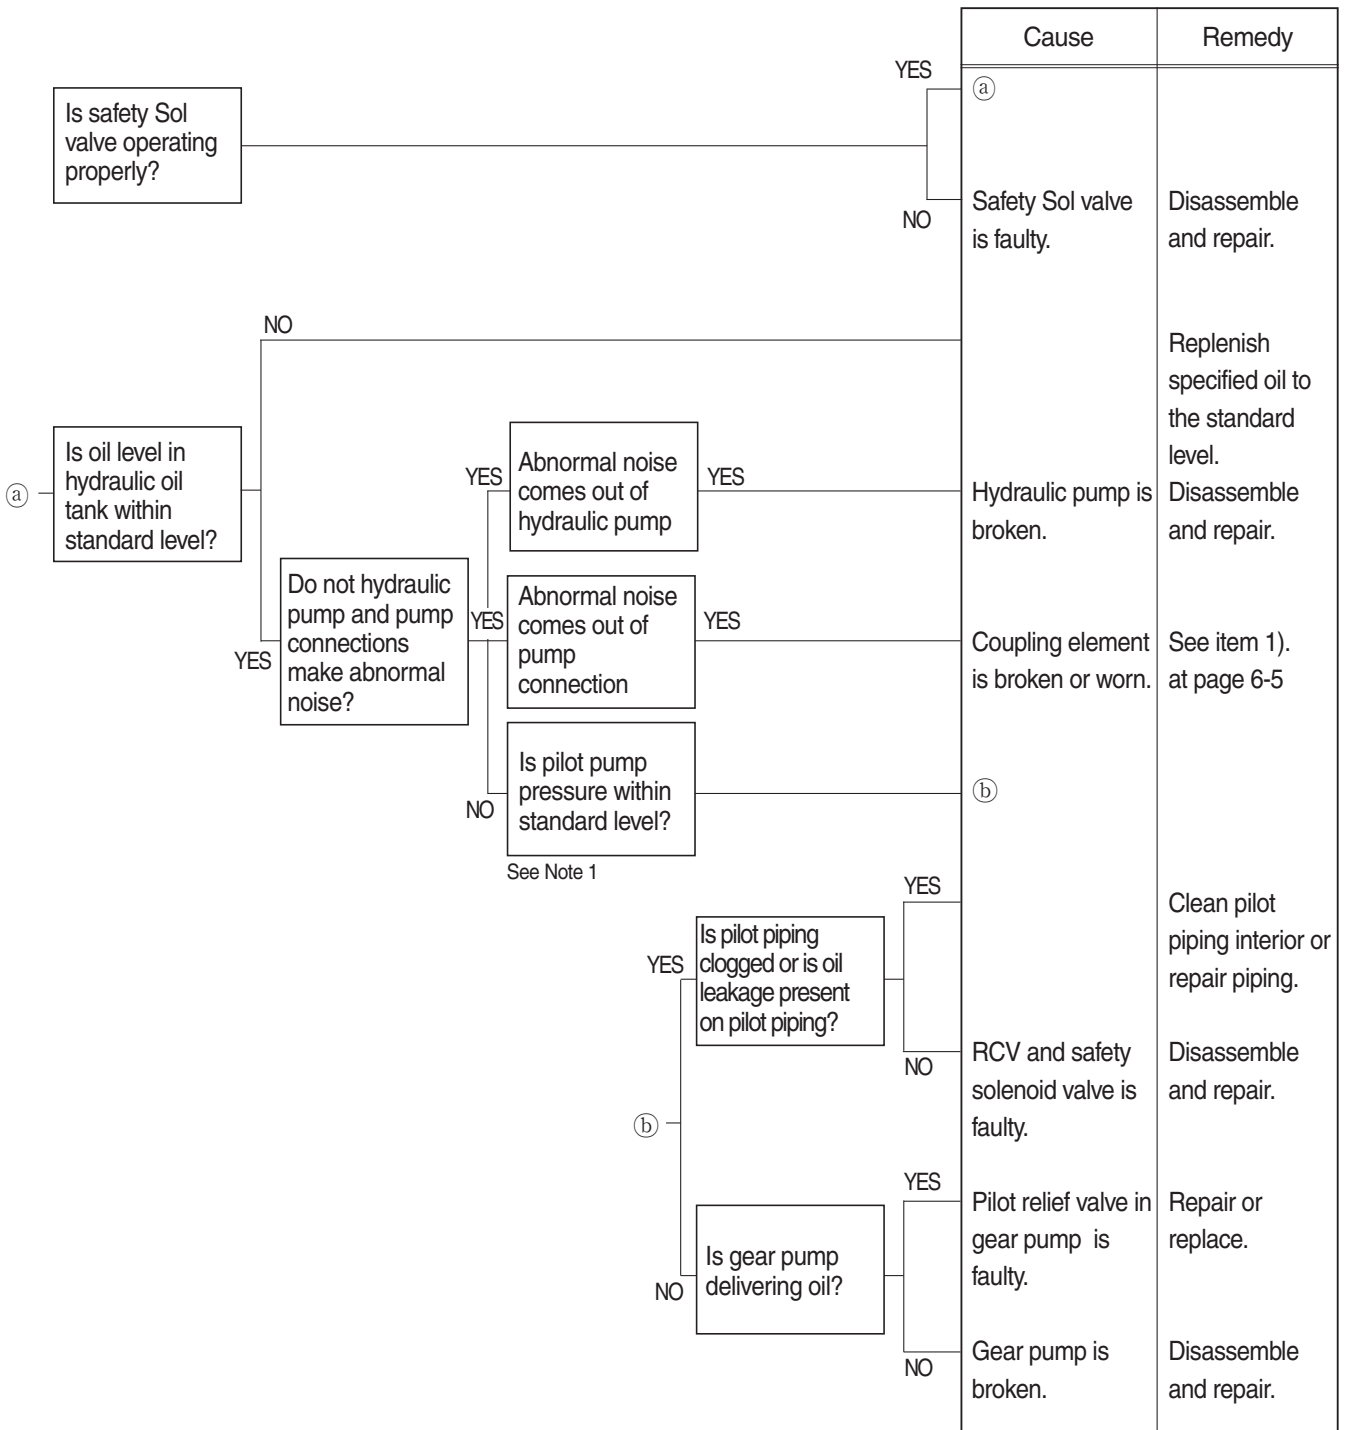 Cause
Remedy
YES
ⓐ
Is safety Sol
valve operating
properly?
NO
Safety Sol valve
is faulty.
Disassemble
and repair.
NO
Replenish
specified oil to
the standard
level.
ⓐ
Is oil level in
hydraulic oil
tank within
standard level?
YES
Do not hydraulic
pump and pump
connections
make abnormal
noise?
YES
Abnormal noise
comes out of
hydraulic pump
YES
Hydraulic pump is
broken.
Disassemble
and repair.
YES
Abnormal noise
comes out of
pump
connection
YES
Coupling element
is broken or worn.
See item 1).
at page 6-5
NO
Is pilot pump
pressure within
standard level?
See Note 1
ⓑ
ⓑ
YES
Is pilot piping
clogged or is oil
leakage present
on pilot piping?
YES
Clean pilot
piping interior or
repair piping.
NO
RCV and safety
solenoid valve is
faulty.
Disassemble
and repair.
NO
Is gear pump
delivering oil?
YES
Pilot relief valve in
gear pump is
faulty.
Repair or
replace.
NO
Gear pump is
broken.
Disassemble
and repair.